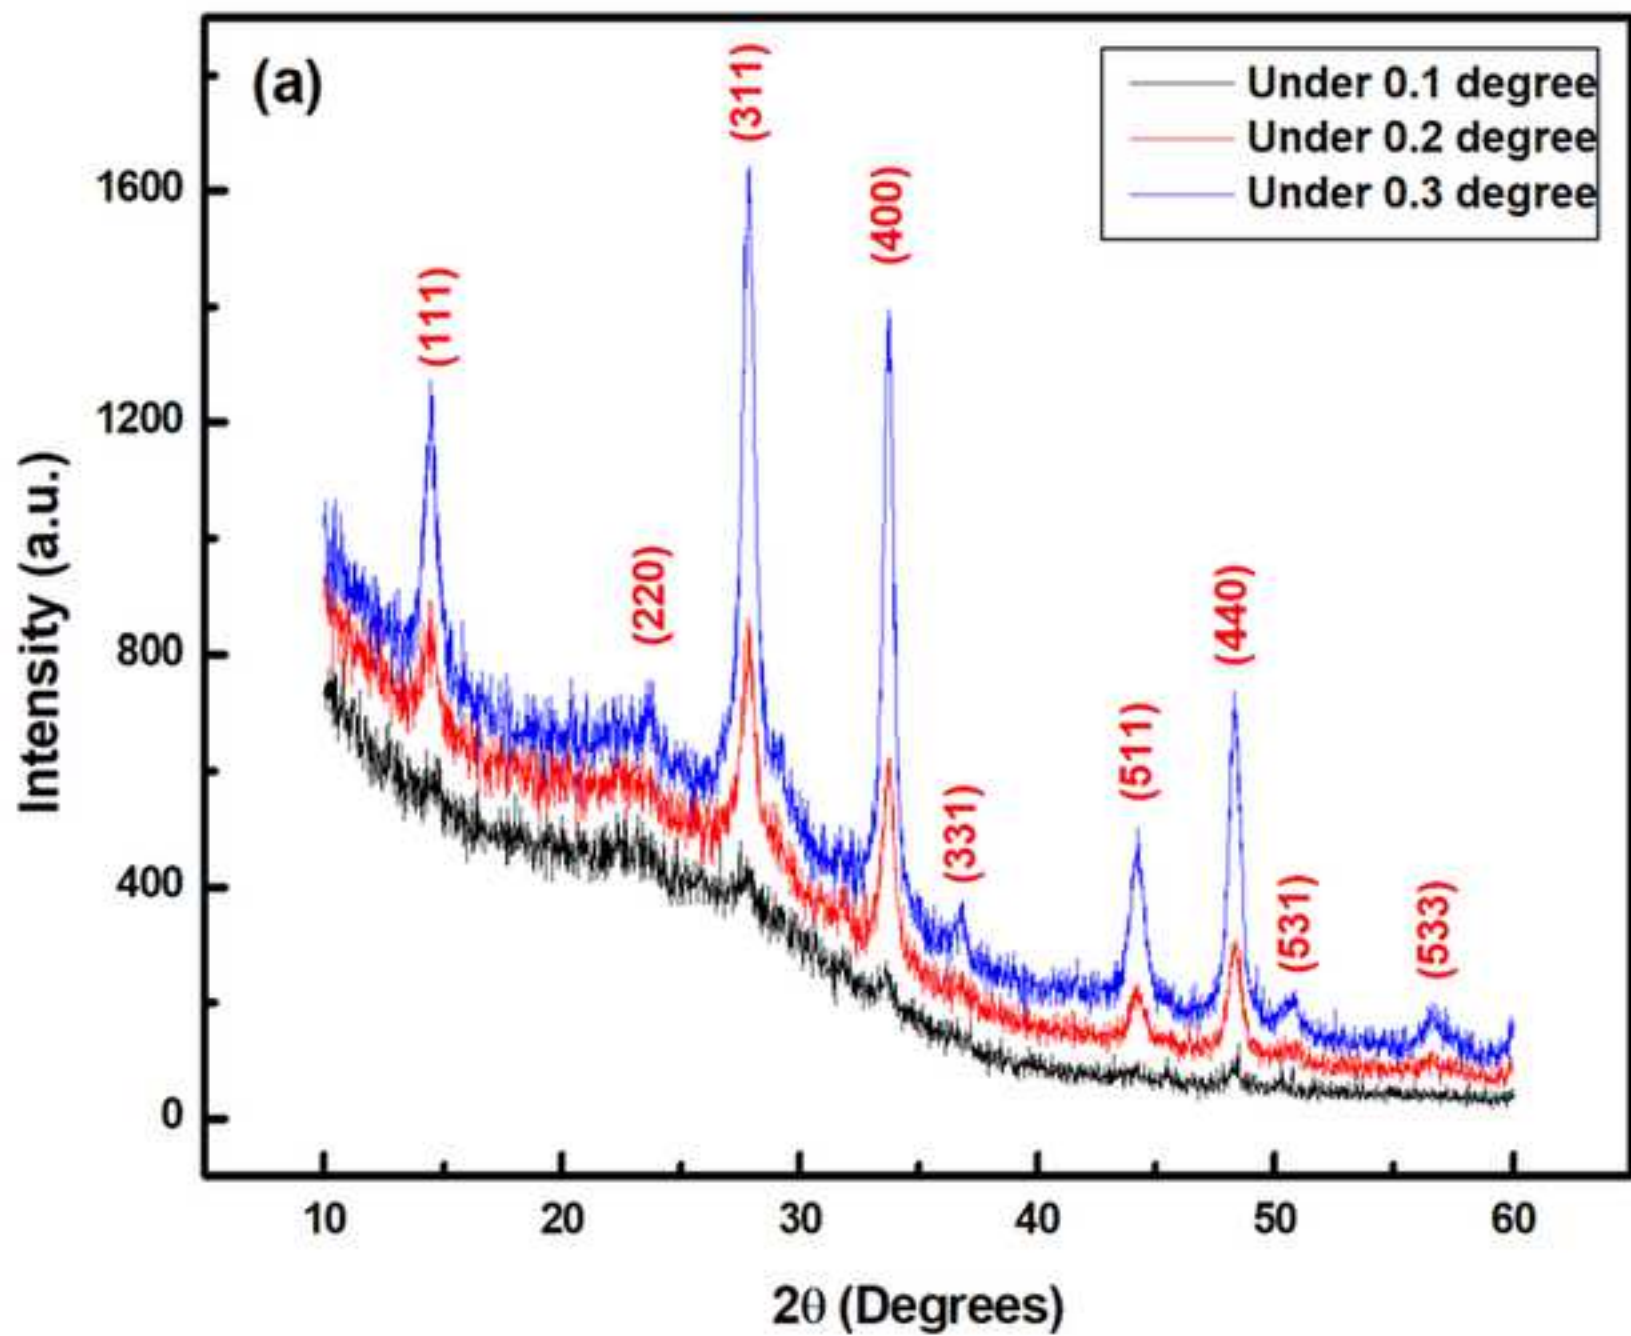 (a)
Under 0.1 degree
Under 0.2 degree
Under 0.3 degree
(111)
(220)
(311)
(400)
(331)
(511)
(440)
(531)
(533)
Intensity (a.u.)
1600
1200
800
400
0
10 20 30 40 50 60
2θ (Degrees)